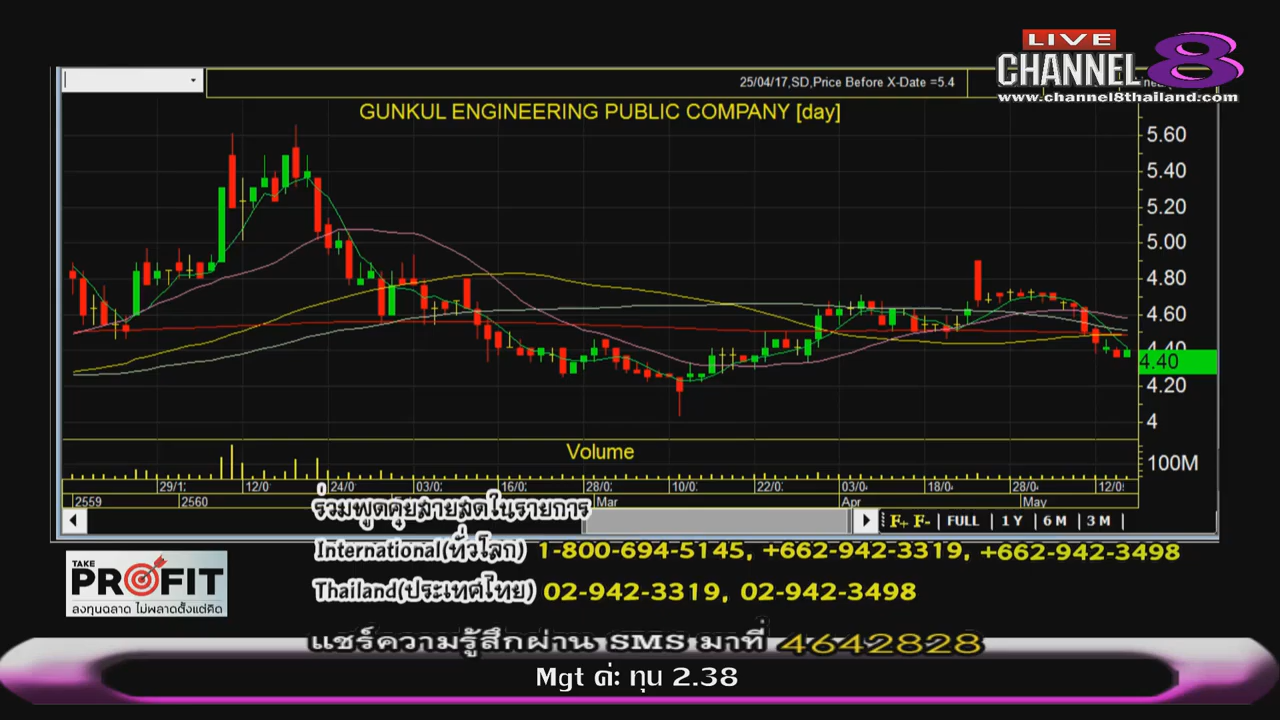 LIVE
CHANNEL 8
www.channel8thailand.com
25/04/17,SD,Price Before X-Date =5.4
GUNKUL ENGINEERING PUBLIC COMPANY [day]
5.60
5.40
5.20
5.00
4.80
4.60
4.40
4.40
4.20
4
Volume
100M
29/1: 12/0 24/0 03/0: 16/0: 28/0: 10/0: 22/0: 03/0 18/0 28/0: 12/0:
2559 2560 Mar Apr May
F+ F- FULL 1 Y 6 M 3 M
ร่วมพูดคุยสายสดในรายการ
International(ทั่วโลก) 1-800-694-5145, +662-942-3319, +662-942-3498
Thailand(ประเทศไทย) 02-942-3319, 02-942-3498
TAKE
PROFIT
ลงทุนฉลาด ไม่พลาดตั้งแต่คิด
แชร์ความรู้สึกผ่าน SMS มาที่ 4642828
Mgt ค่: ทุน 2.38